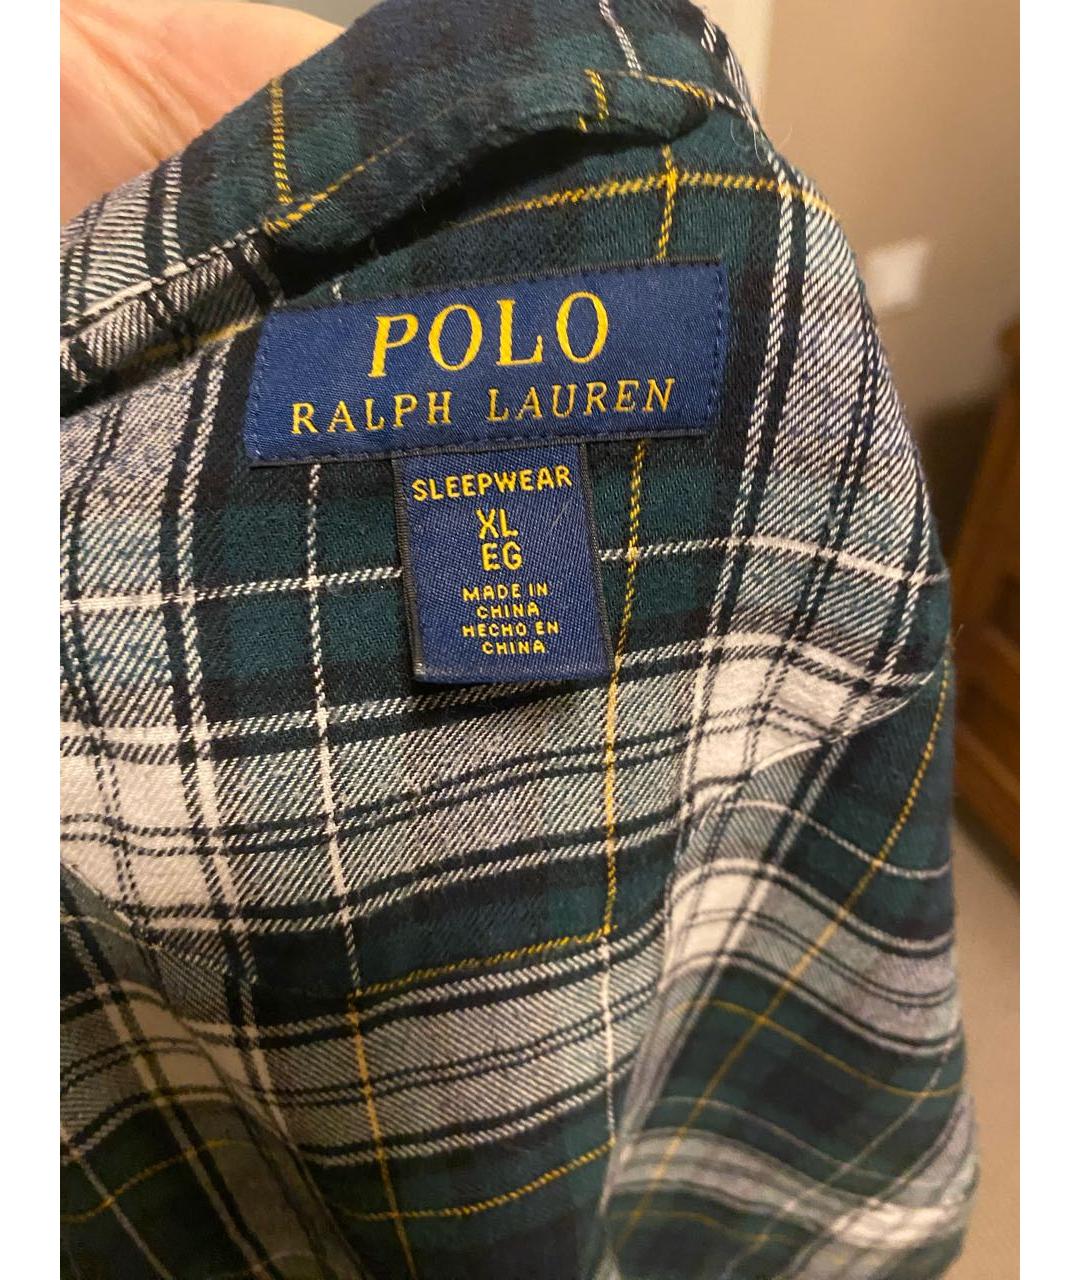 POLO
RALPH LAUREN
SLEEPWEAR
XL
EG
MADE IN
CHINA
HECHO EN
CHINA